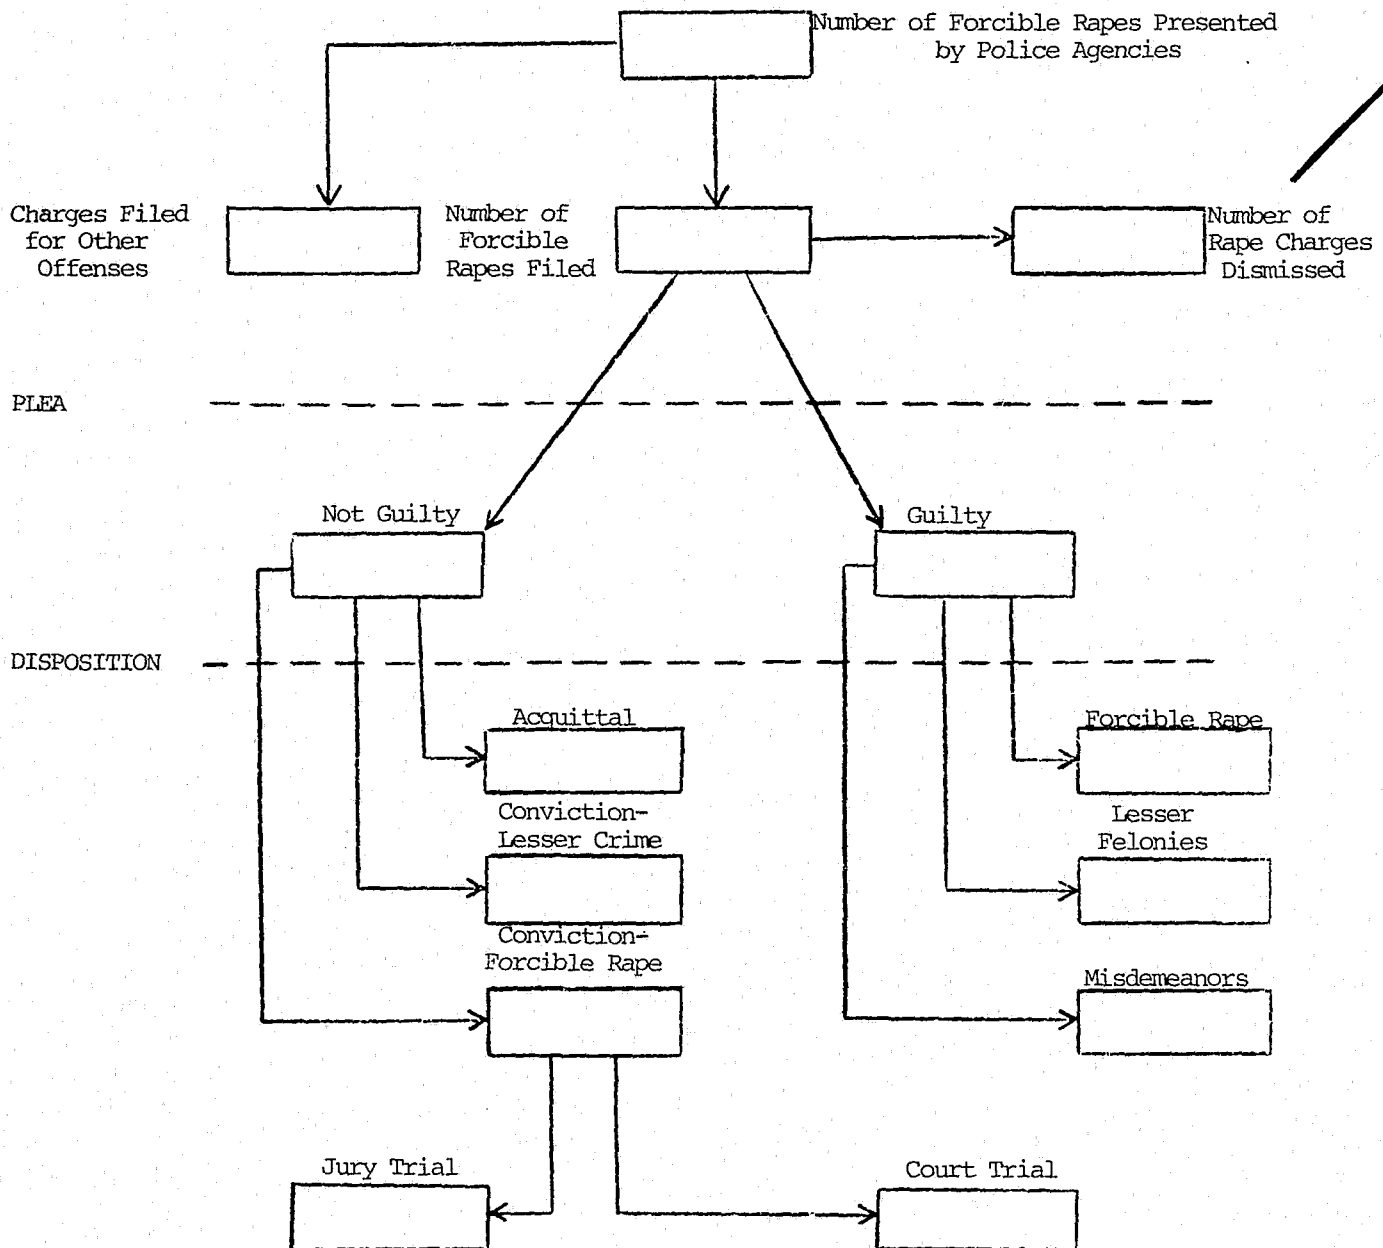 Number of Forcible Rapes Presented
by Police Agencies
Charges Filed
for Other
Offenses
Number of
Forcible
Rapes Filed
Number of
Rape Charges
Dismissed
PLEA
Not Guilty
Guilty
DISPOSITION
Acquittal
Conviction-
Lesser Crime
Conviction-
Forcible Rape
Forcible Rape
Lesser
Felonies
Misdemeanors
Jury Trial
Court Trial